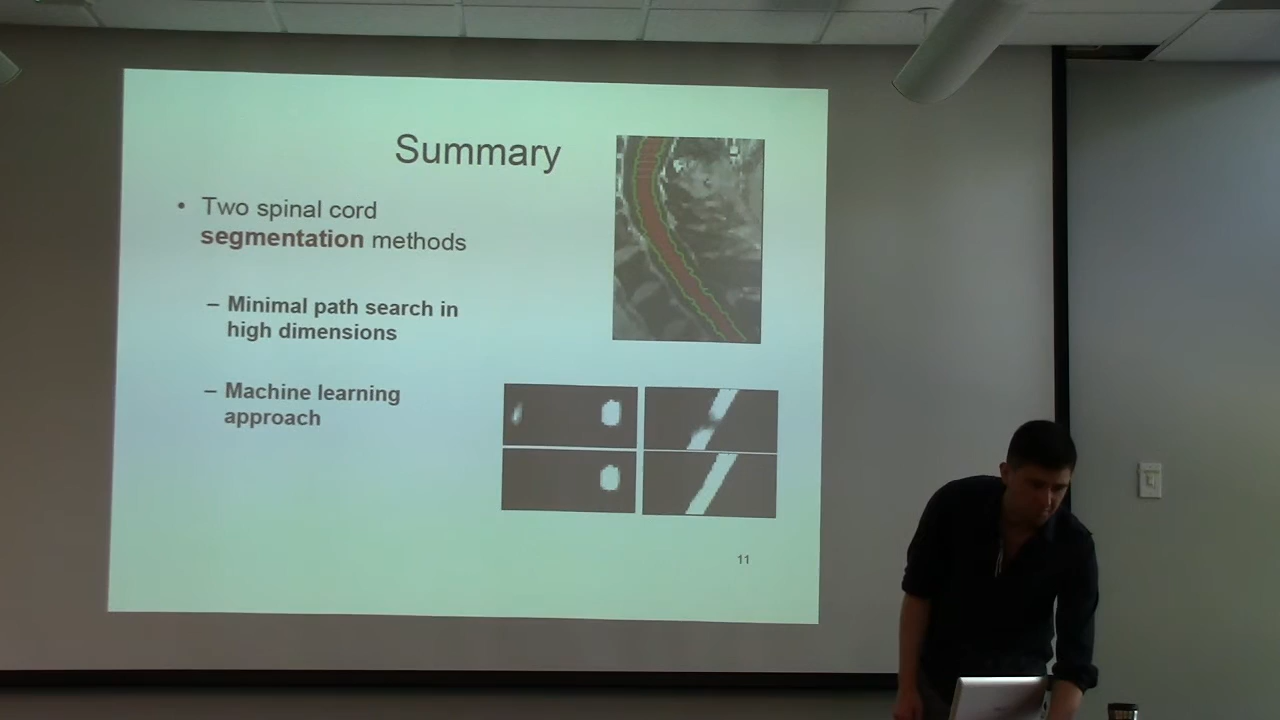 Summary
• Two spinal cord
segmentation methods
– Minimal path search in
high dimensions
– Machine learning
approach
11